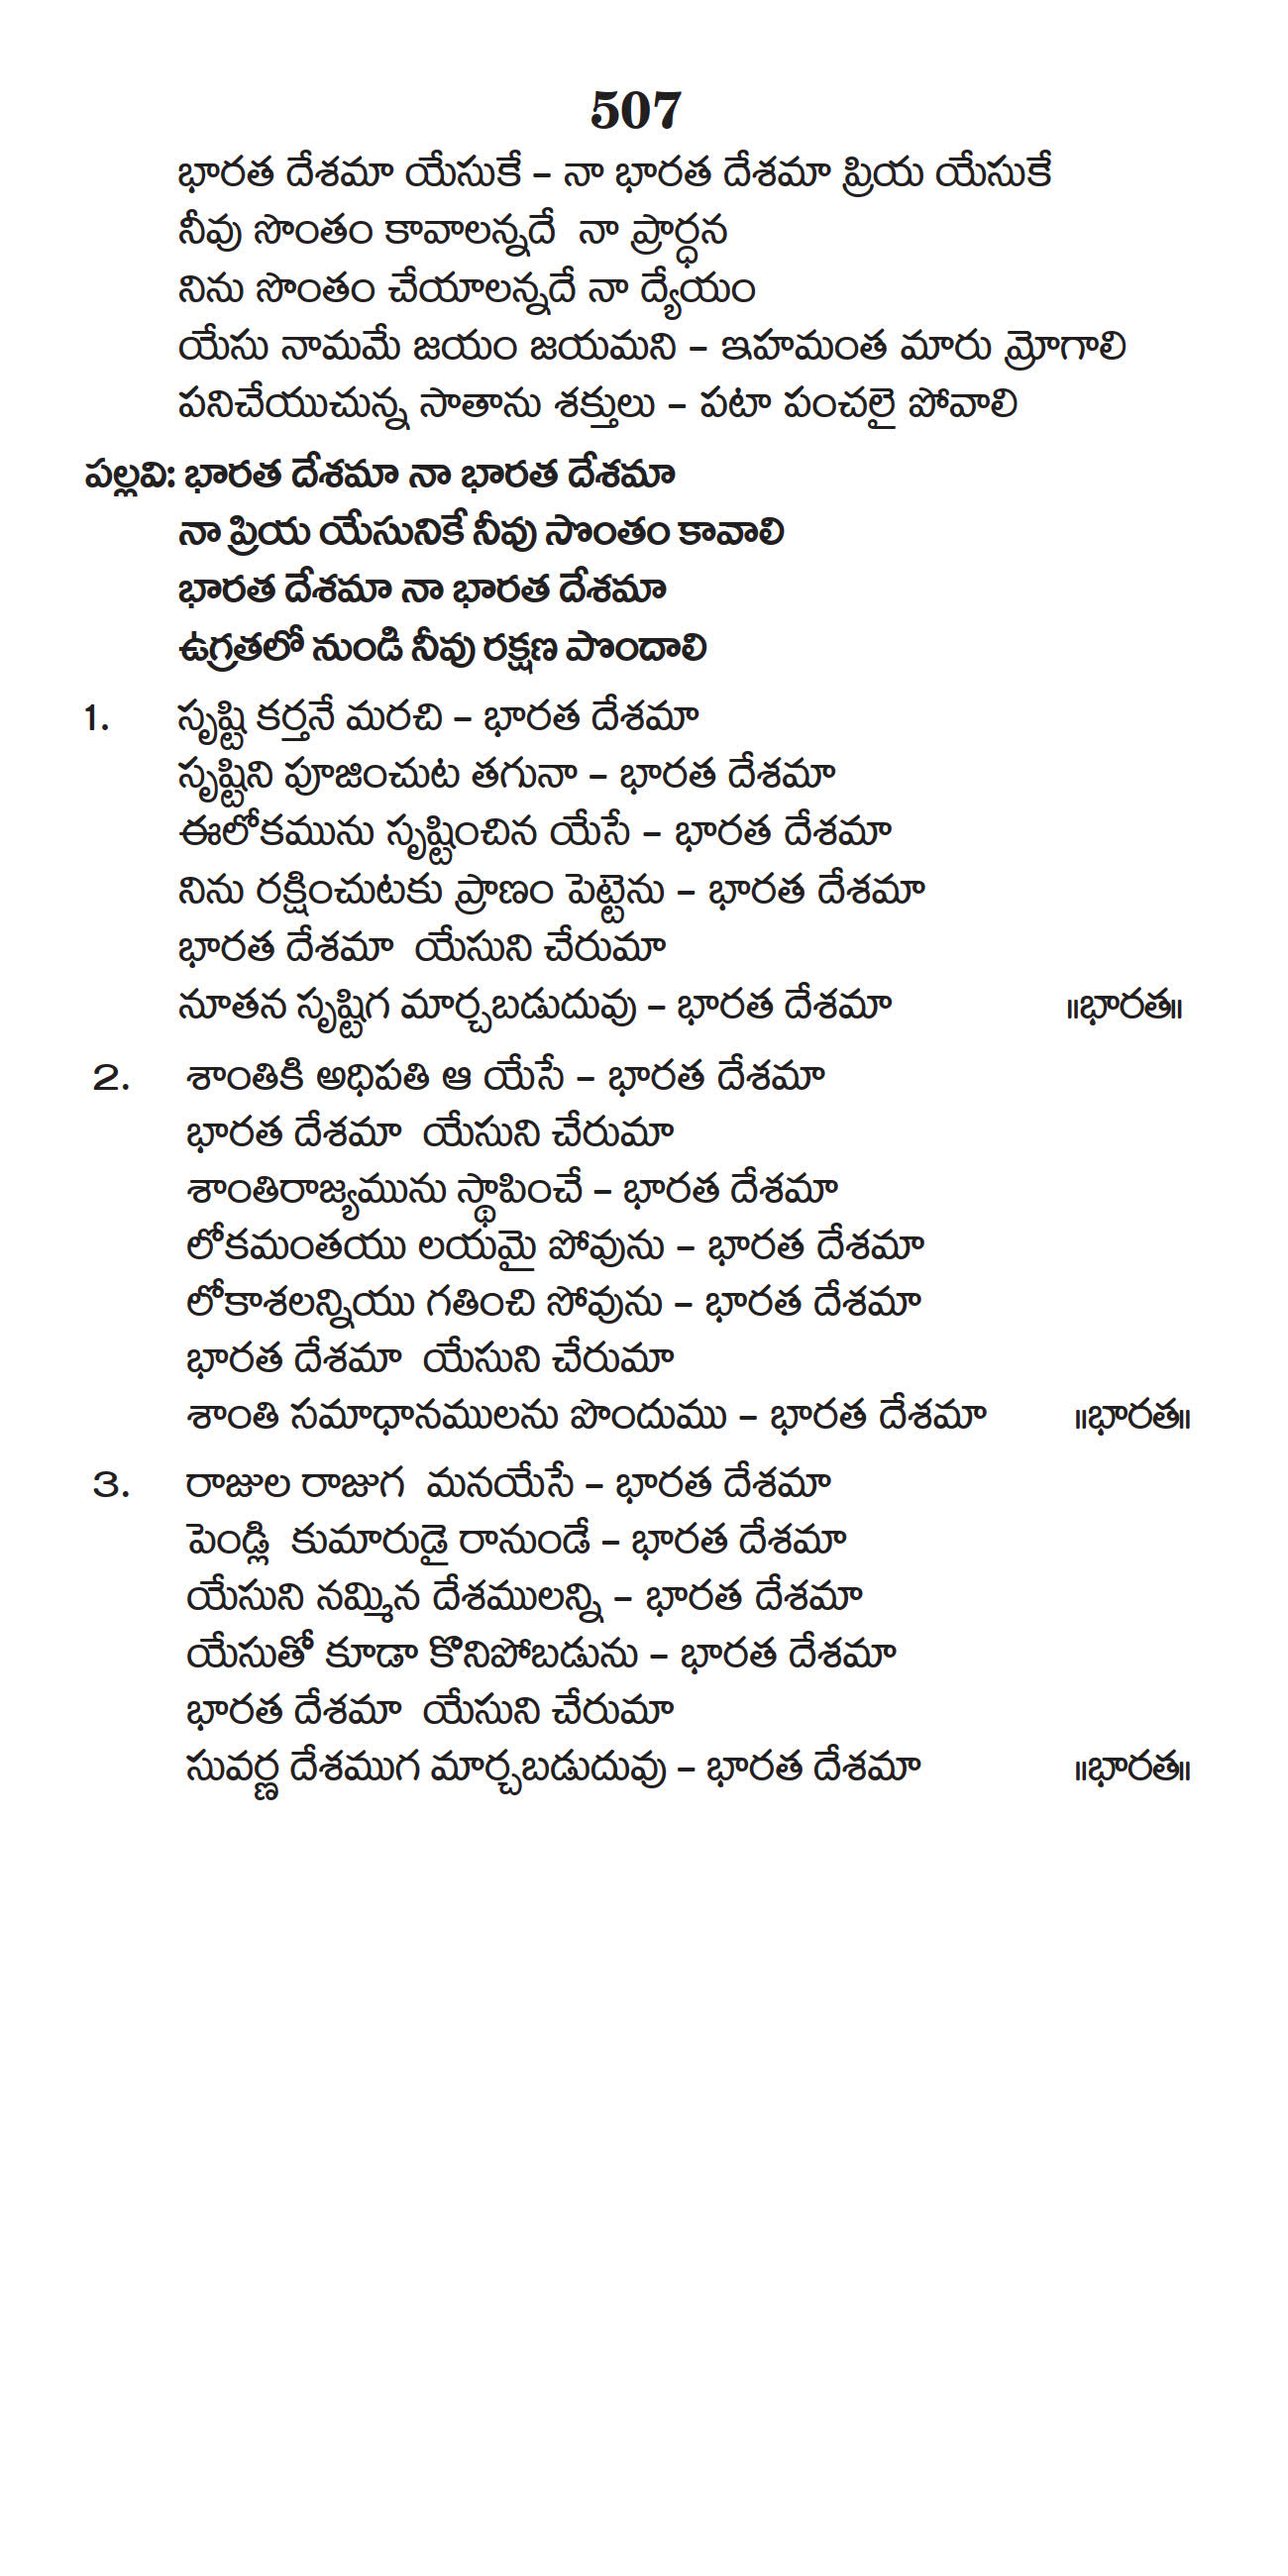 507
భారత దేశమా యేసుకే – నా భారత దేశమా ప్రియ యేసుకే
నీవు సొంతం కావాలన్నదే నా ప్రార్ధన
నిను సొంతం చేయాలన్నదే నా ద్యేయం
యేసు నామమే జయం జయమని – ఇహమంత మారు మ్రోగాలి
పనిచేయుచున్న సాతాను శక్తులు – పటా పంచలై పోవాలి
పల్లవి: భారత దేశమా నా భారత దేశమా
నా ప్రియ యేసునికే నీవు సొంతం కావాలి
భారత దేశమా నా భారత దేశమా
ఉగ్రతలో నుండి నీవు రక్షణ పొందాలి
1. సృష్టి కర్తనే మరచి – భారత దేశమా
సృష్టిని పూజించుట తగునా – భారత దేశమా
ఈలోకమును సృష్టించిన యేసే – భారత దేశమా
నిను రక్షించుటకు ప్రాణం పెట్టెను – భారత దేశమా
భారత దేశమా యేసుని చేరుమా
నూతన సృష్టిగ మార్చబడుదువు – భారత దేశమా ॥భారత॥
2. శాంతికి అధిపతి ఆ యేసే – భారత దేశమా
భారత దేశమా యేసుని చేరుమా
శాంతిరాజ్యమును స్థాపించే – భారత దేశమా
లోకమంతయు లయమై పోవును – భారత దేశమా
లోకాశలన్నియు గతించి సోవును – భారత దేశమా
భారత దేశమా యేసుని చేరుమా
శాంతి సమాధానములను పొందుము – భారత దేశమా ॥భారత॥
3. రాజుల రాజుగ మనయేసే – భారత దేశమా
పెండ్లి కుమారుడై రానుండే – భారత దేశమా
యేసుని నమ్మిన దేశములన్ని – భారత దేశమా
యేసుతో కూడా కొనిపోబడును – భారత దేశమా
భారత దేశమా యేసుని చేరుమా
సువర్ణ దేశముగ మార్చబడుదువు – భారత దేశమా ॥భారత॥